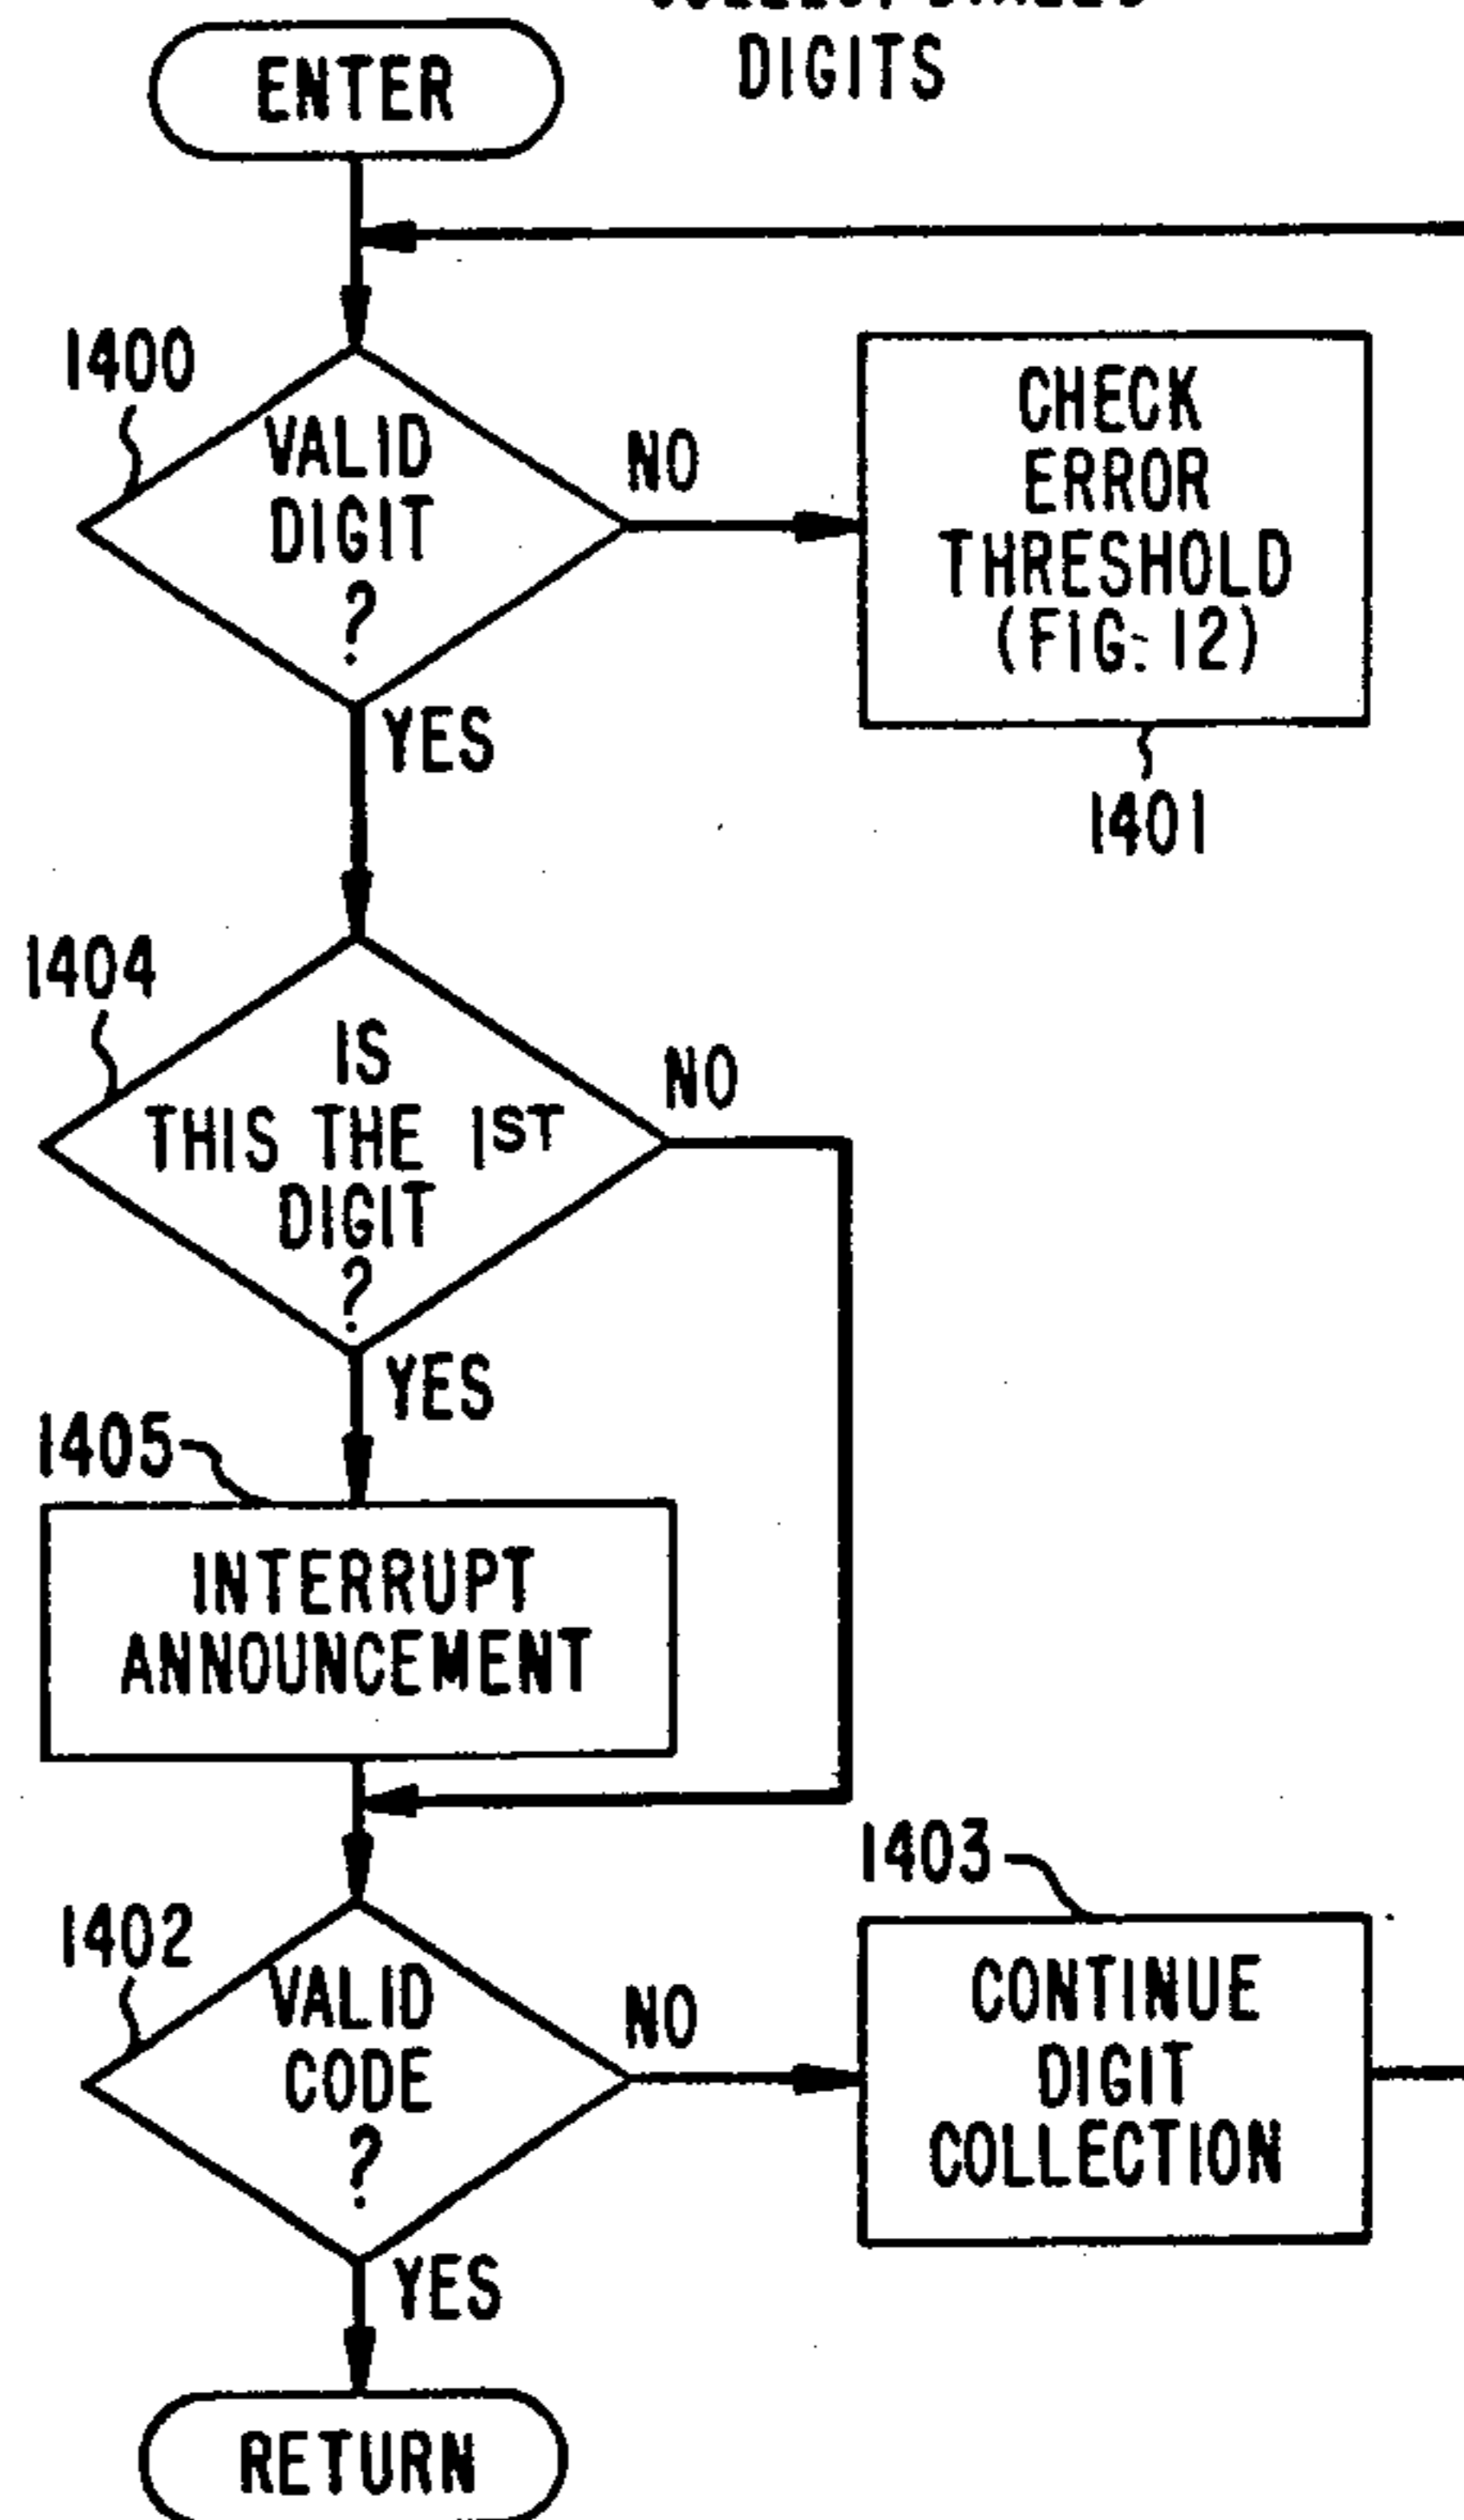 DIGITS
ENTER
1400
VALID
DIGIT
?
NO
CHECK
ERROR
THRESHOLD
(FIG. 12)
1401
YES
1404
IS
THIS THE 1ST
DIGIT
?
NO
YES
1405
INTERRUPT
ANNOUNCEMENT
1403
1402
VALID
CODE
?
NO
CONTINUE
DIGIT
COLLECTION
YES
RETURN